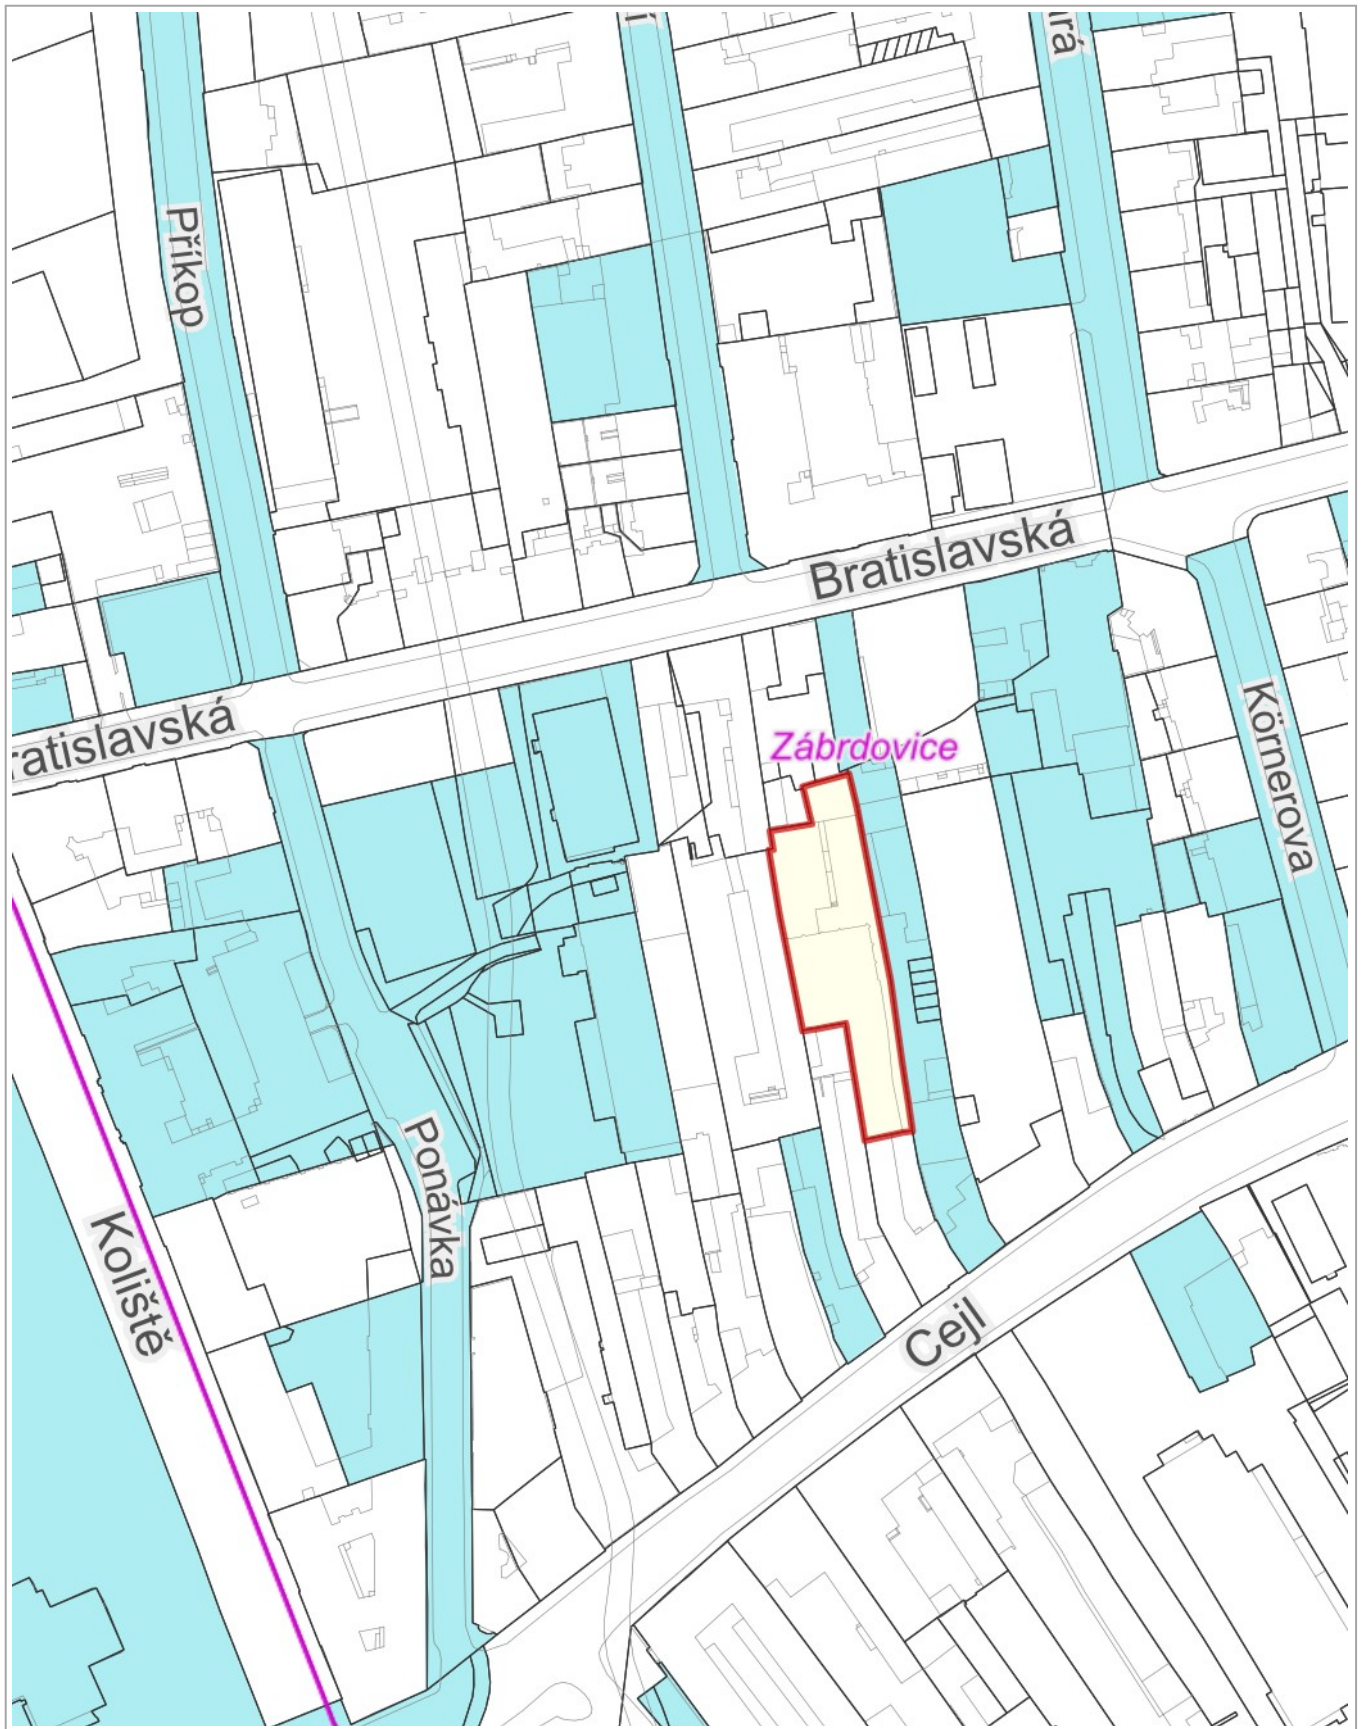 Příkop
Bratislavská
ratislavská
Zábrdovice
Körnerova
Ponávka
Koliště
Cejl